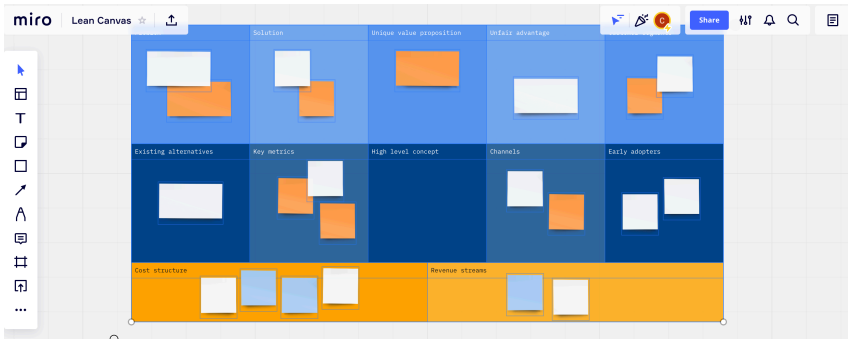 miro
Lean Canvas
C
Share
Solution
Unique value proposition
Unfair advantage
Existing alternatives
Key metrics
High level concept
Channels
Early adopters
Cost structure
Revenue streams